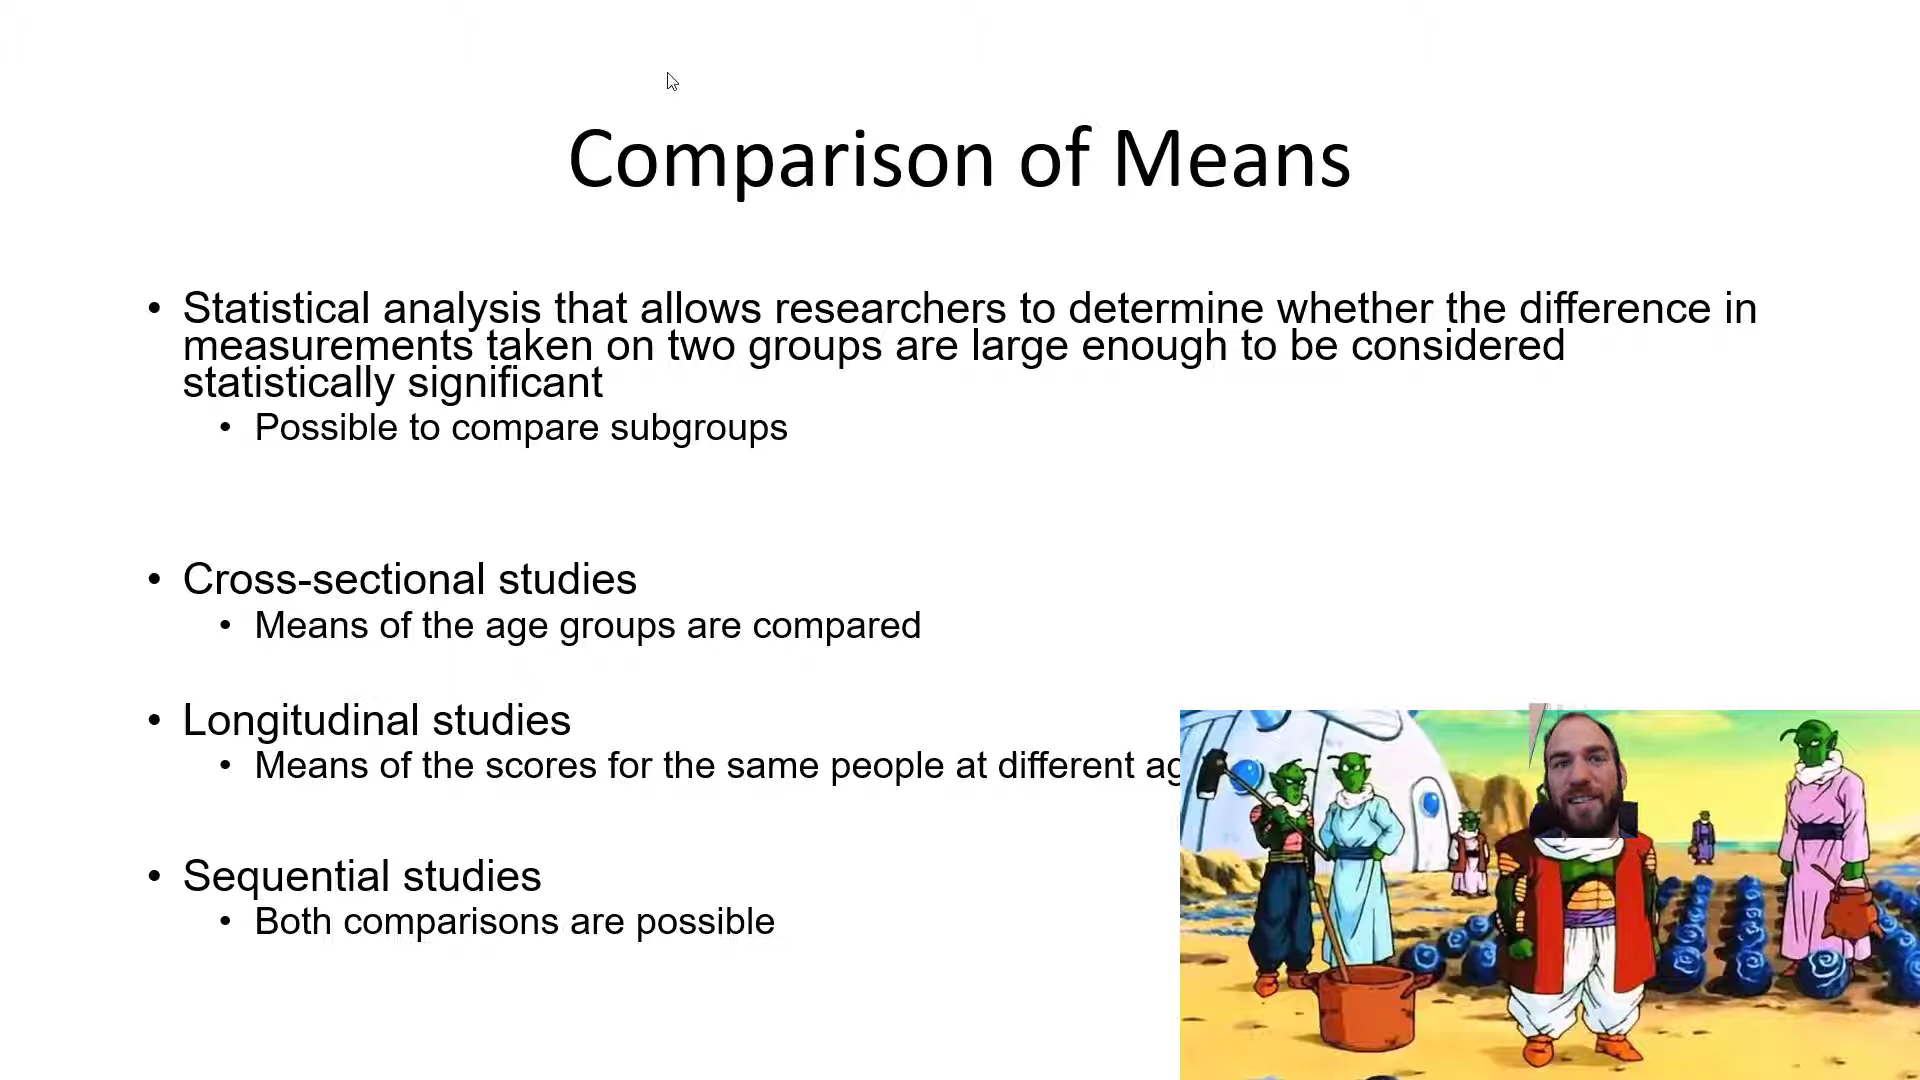 Comparison of Means
• Statistical analysis that allows researchers to determine whether the difference in
measurements taken on two groups are large enough to be considered
statistically significant
• Possible to compare subgroups
• Cross-sectional studies
• Means of the age groups are compared
• Longitudinal studies
• Means of the scores for the same people at different
• Sequential studies
• Both comparisons are possible